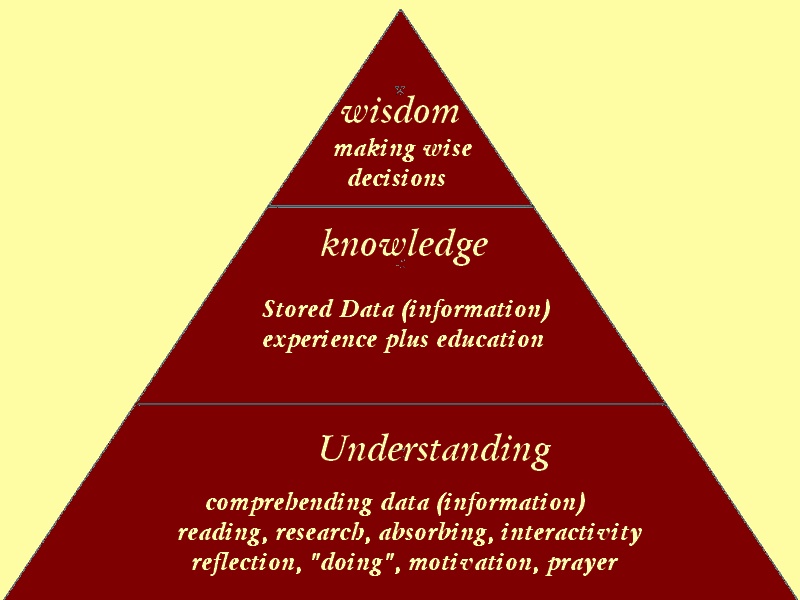 wisdom
making wise
decisions
knowledge
Stored Data (information)
experience plus education
Understanding
comprehending data (information)
reading, research, absorbing, interactivity
reflection, "doing", motivation, prayer